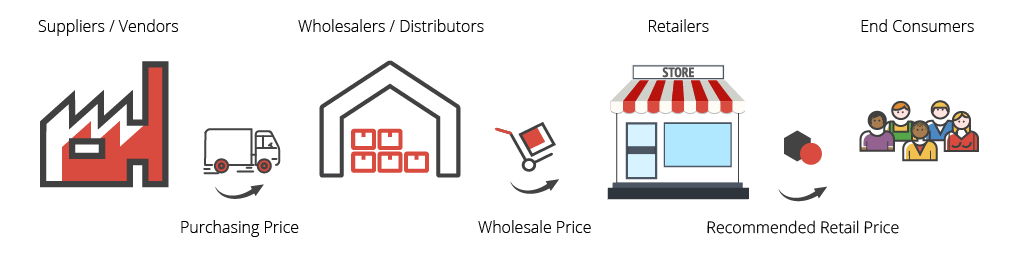 Suppliers / Vendors
Wholesalers / Distributors
Retailers
End Consumers
STORE
Purchasing Price
Wholesale Price
Recommended Retail Price